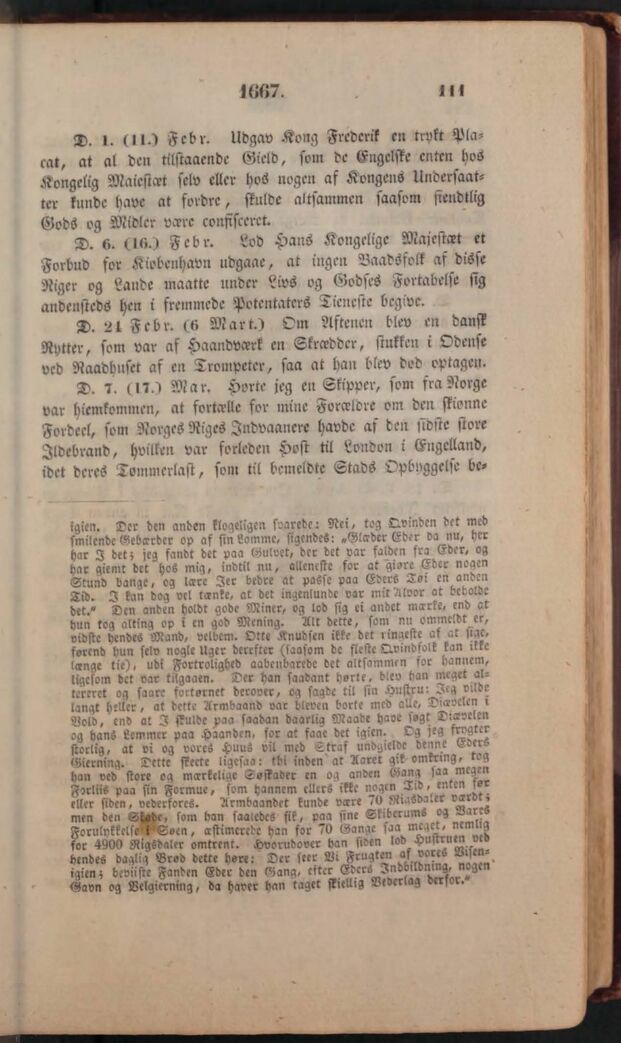 1667. 111
D. 1. (11.) Febr. Udgav Kong Frederik en trykt Pla-
cat, at al den tilstaaende Gield, som de Engelske enten hos
Kongelig Maiestæt selv eller hos nogen af Kongens Undersaat-
ter kunde have at fordre, skulde altsammen saasom fiendtlig
Gods og Midler være confisceret.
D. 6. (16.) Febr. Lod Hans Kongelige Majestæt et
Forbud for Kiøbenhavn udgaae, at ingen Baadsfolk af disse
Riger og Lande maatte under Livs og Godses Fortabelse sig
andensteds hen i fremmede Potentaters Tieneste begive.
D. 24 Febr. (6 Mart.) Om Aftenen blev en dansk
Rytter, som var af Haandværk en Skrædder, stukken i Odense
ved Raadhuset af en Trompeter, saa at han blev død optagen.
D. 7. (17.) Mar. Hørte jeg en Skipper, som fra Norge
var hiemkommen, at fortælle for mine Forældre om den skiønne
Fordeel, som Norges Riges Indvaanere havde af den sidste store
Ildebrand, hvilken var forleden Høst til London i Engelland,
idet deres Tømmerlast, som til bemeldte Stads Opbyggelse be-
igien. Der den anden klogeligen svarede: Nei, tog Qvinden det med
smilende Gebærder op af sin Lomme, sigendes: „Glæder Eder da nu, her
har I det; jeg fandt det paa Gulvet, der det var falden fra Eder, og
har giemt det hos mig, indtil nu, alleneste for at giøre Eder nogen
Stund bange, og lære Jer bedre at passe paa Eders Tøi en anden
Tid. I kan dog vel tænke, at det ingenlunde var mit Alvor at beholde
det.“ Den anden holdt gode Miner, og lod sig ei andet mærke, end at
hun tog alting op i en god Mening. Alt dette, som nu ommeldt er,
vidste hendes Mand, velbem. Otte Knudsen ikke det ringeste af at sige,
førend hun selv nogle Uger derefter (saasom de fleste Qvindfolk kan ikke
længe tie), udi Fortrolighed aabenbarede det altsammen for hannem,
ligesom det var tilgaaen. Der han saadant hørte, blev han meget al-
tereret og saare fortørnet derover, og sagde til sin Hustru: Jeg vilde
langt heller, at dette Armbaand var bleven borte med alle, Diævelen i
Vold, end at I skulde paa saadan daarlig Maade have søgt Diævelen
og hans Lemmer paa Haanden, for at faae det igien. Og jeg frygter
storlig, at vi og vores Huus vil med Straf undgielde denne Eders
Gierning. Dette skeete ligesaa: thi inden at Aaret gik omkring, tog
han ved store og mærkelige Søskader en og anden Gang saa megen
Forliis paa sin Formue, som hannem ellers ikke nogen Tid, enten før
eller siden, vederfores. Armbaandet kunde være 70 Rigsdaler værdt;
men den Skade, som han saaledes fik, paa sine Skiberums og Vares
Forulykkelse i Søen, æstimerede han for 70 Gange saa meget, nemlig
for 4900 Rigsdaler omtrent. Hvorudover han siden lod Hustruen ved
hendes daglig Brød dette høre: Der seer Vi Frugten af vores Visen-
igien; beviiste Fanden Eder den Gang, efter Eders Indbildning, nogen
Gavn og Velgierning, da haver han taget skiellig Vederlag derfor.“